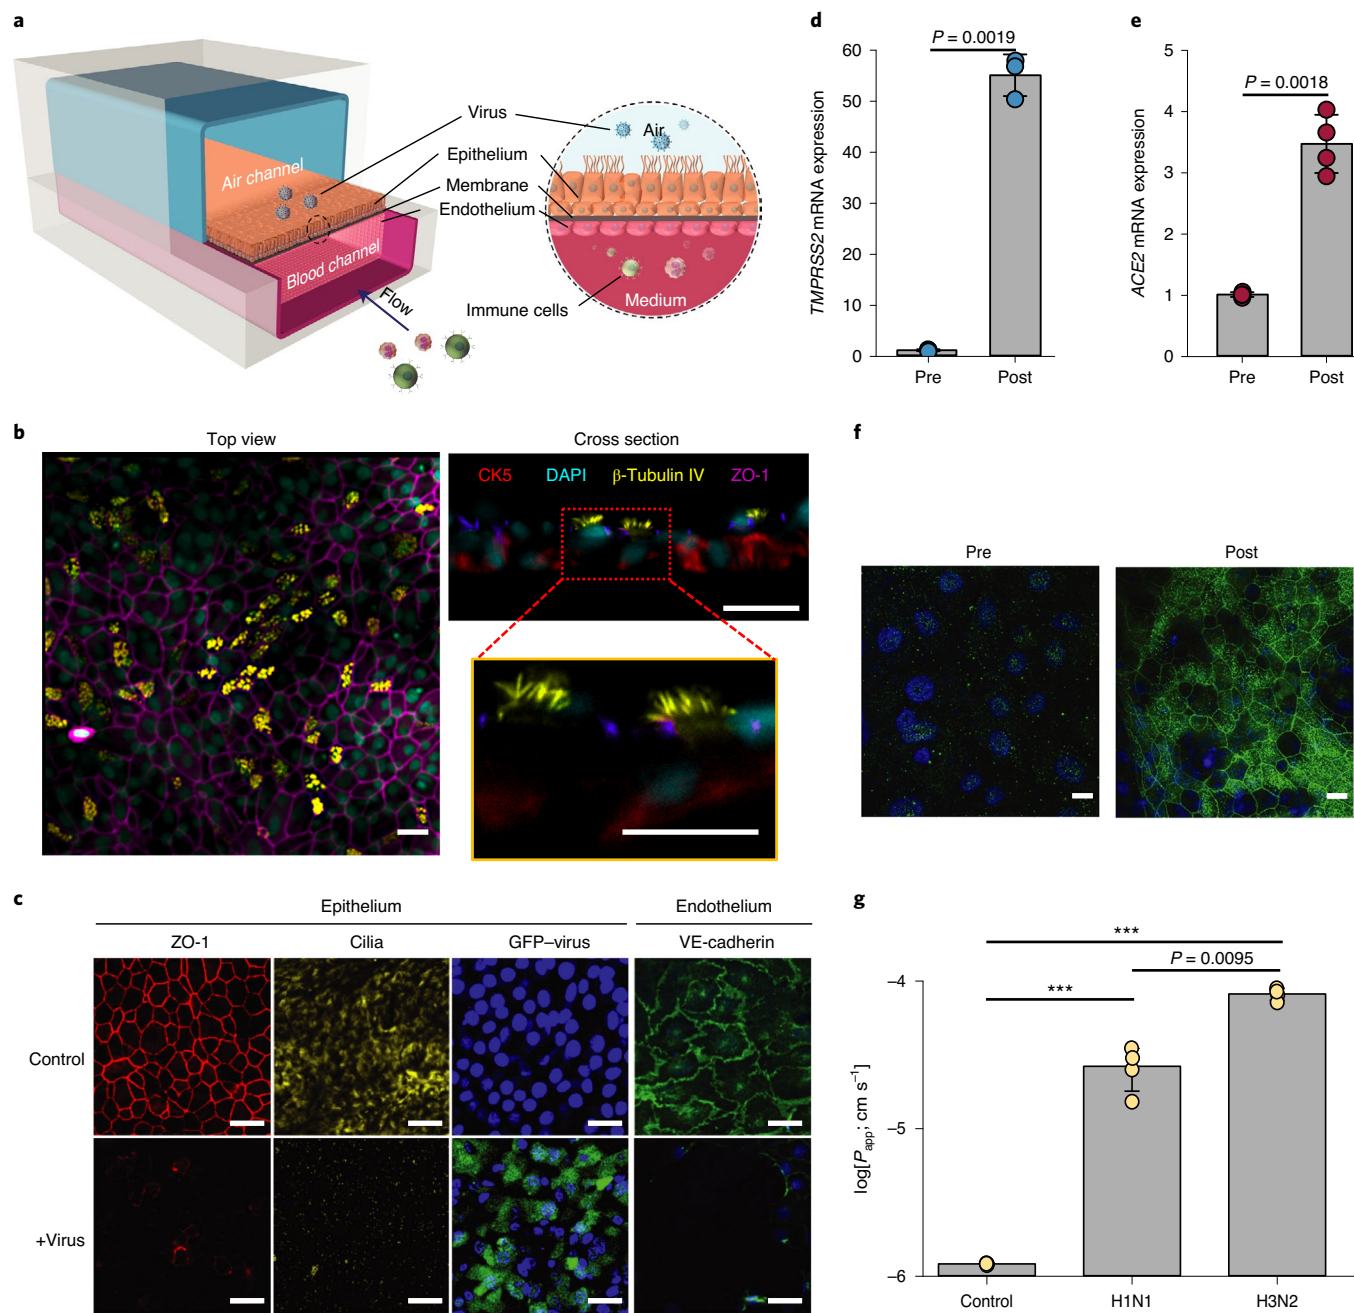 a
Virus
Epithelium
Membrane
Endothelium
Air channel
Blood channel
Flow
Immune cells
Air
Medium
d
P = 0.0019
TMPRSS2 mRNA expression
60
50
40
30
20
10
0
Pre
Post
e
P = 0.0018
ACE2 mRNA expression
5
4
3
2
1
0
Pre
Post
b
Top view
Cross section
CK5 DAPI β-Tubulin IV ZO-1
f
Pre
Post
c
Epithelium
Endothelium
ZO-1
Cilia
GFP–virus
VE-cadherin
Control
+Virus
g
***
P = 0.0095
***
log[Papp; cm s–1]
–4
–5
–6
Control
H1N1
H3N2